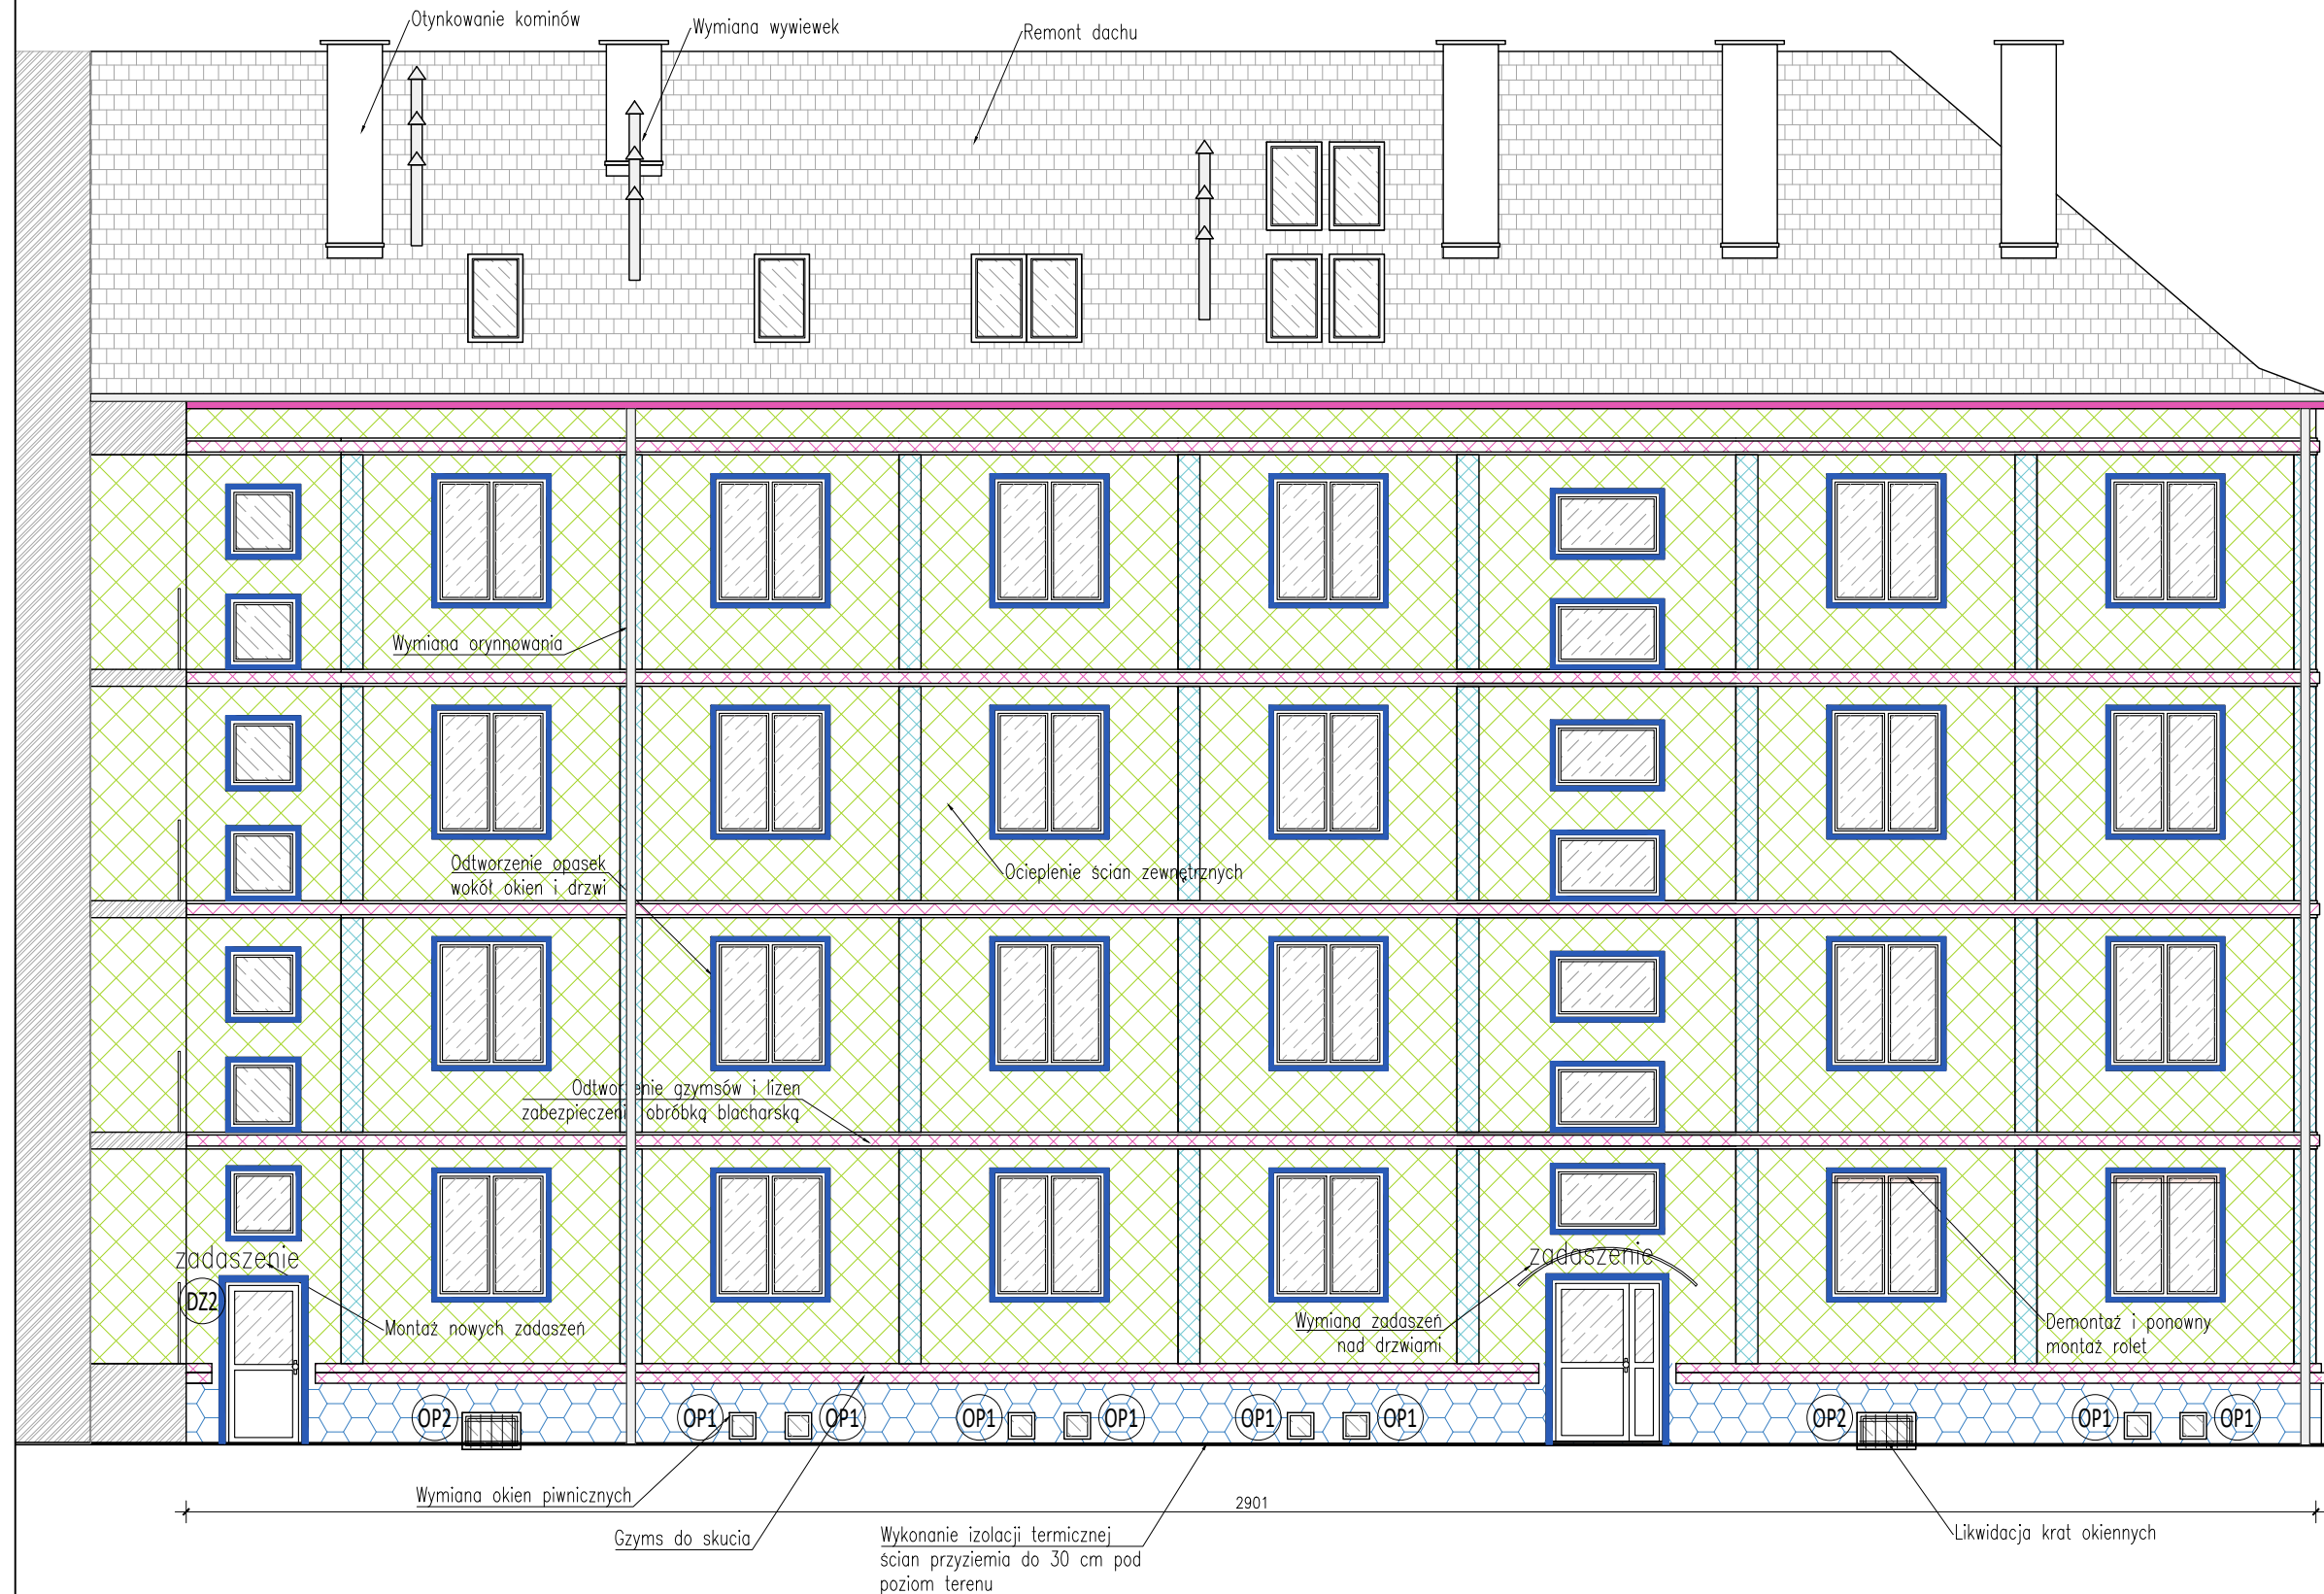 Otynkowanie kominów
Wymiana wywiewek
Remont dachu
Wymiana orynnowania
Odtworzenie opasek
wokół okien i drzwi
Ocieplenie ścian zewnętrznych
Odtworzenie gzymsów i lizen
zabezpieczenie obróbką blacharską
zadaszenie
zadaszenie
DZ2
Montaż nowych zadaszeń
Wymiana zadaszeń
nad drzwiami
Demontaż i ponowny
montaż rolet
OP2
OP1
OP1
OP1
OP1
OP1
OP1
OP2
OP1
OP1
Wymiana okien piwnicznych
2901
Gzyms do skucia
Wykonanie izolacji termicznej
ścian przyziemia do 30 cm pod
poziom terenu
Likwidacja krat okiennych